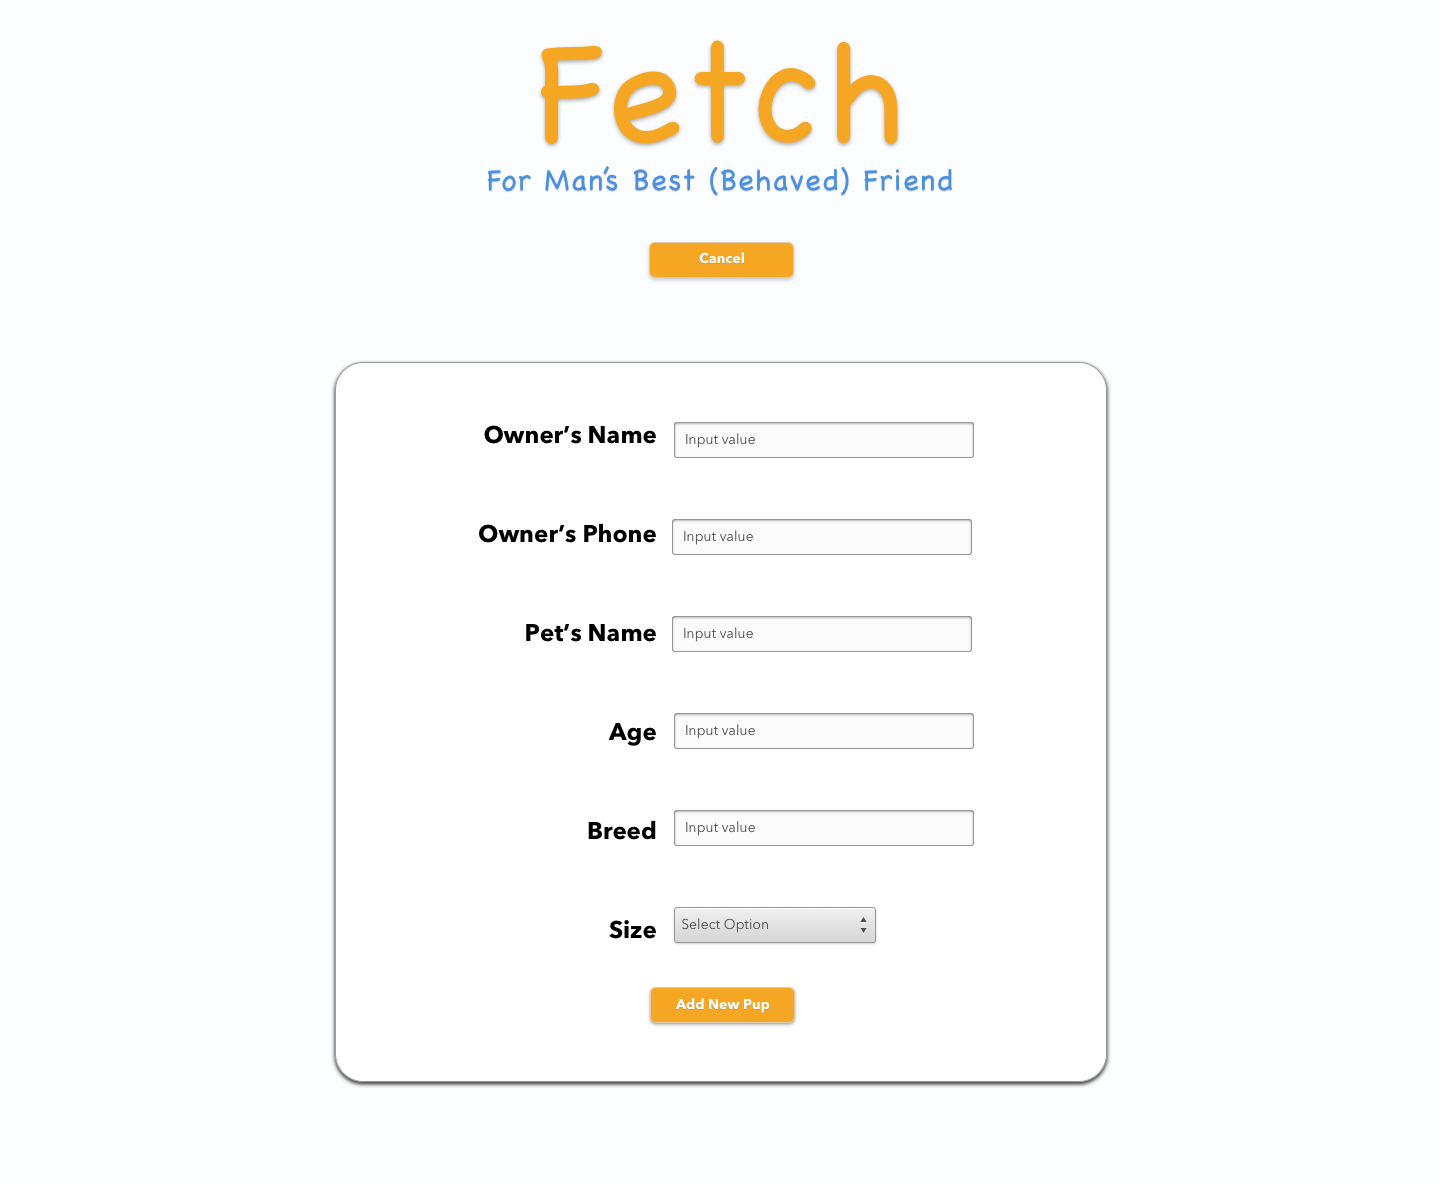 Fetch
For Man’s Best (Behaved) Friend
Cancel
Owner’s Name Input value
Owner’s Phone Input value
Pet’s Name Input value
Age Input value
Breed Input value
Size Select Option
Add New Pup